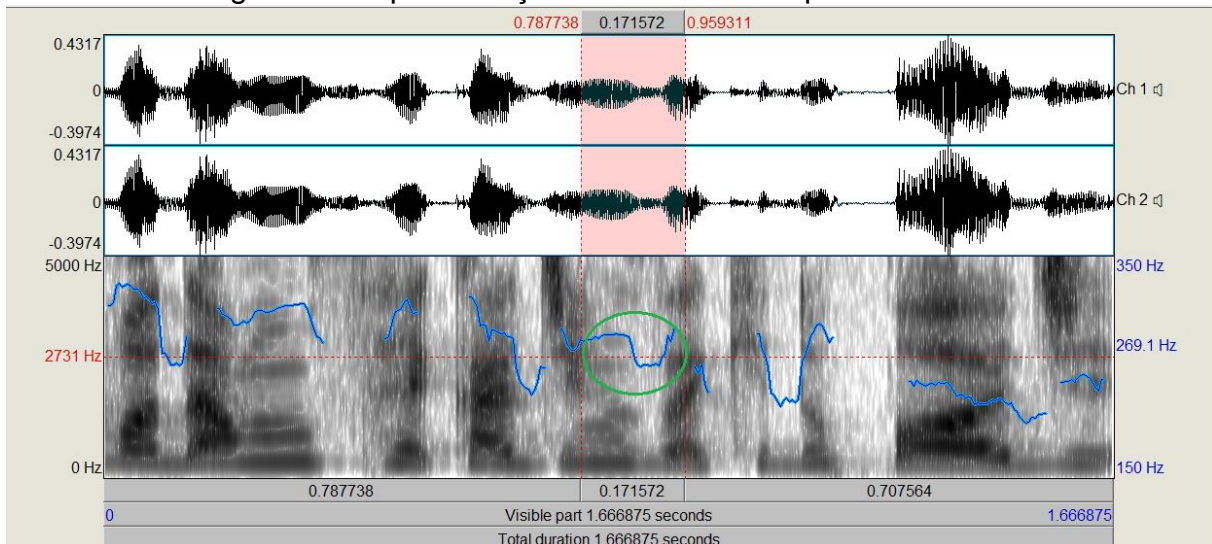 0.787738 0.171572 0.959311
0.4317
0
-0.3974
Ch 1
0.4317
0
-0.3974
Ch 2
5000 Hz
350 Hz
2731 Hz
269.1 Hz
0 Hz
150 Hz
0.787738 0.171572 0.707564
0 Visible part 1.666875 seconds 1.666875
Total duration 1.666875 seconds